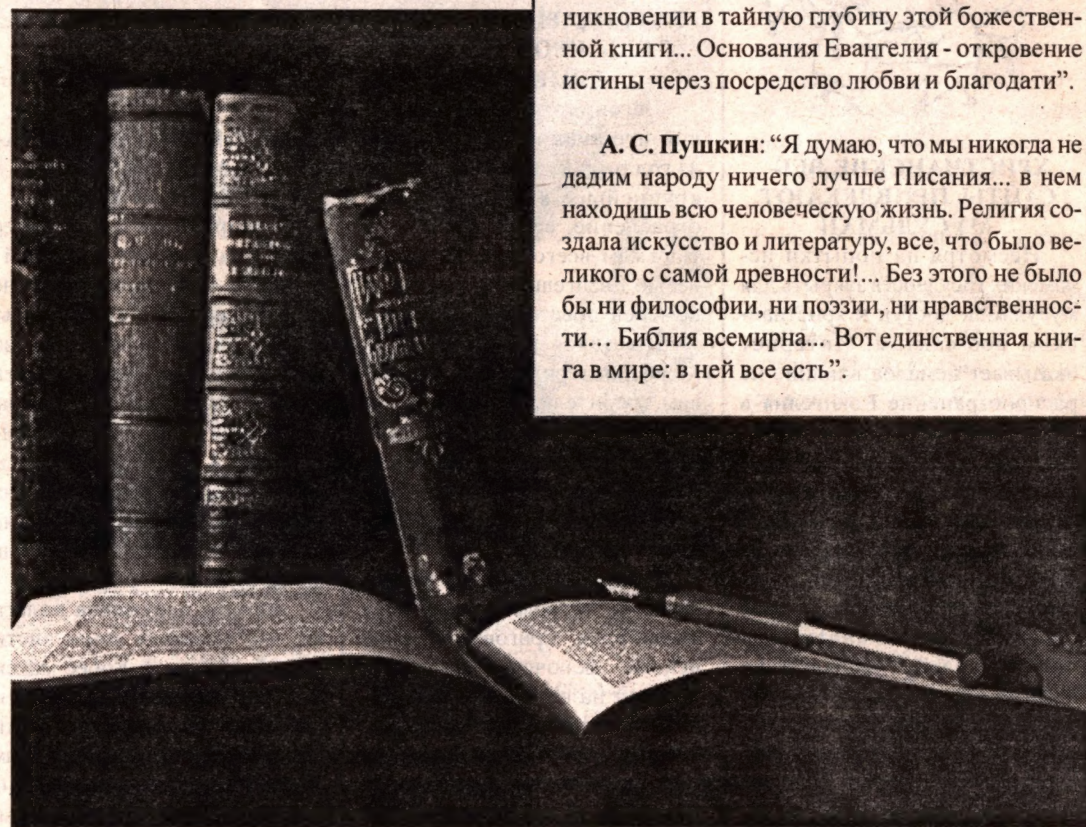 никновении в тайную глубину этой божествен-
ной книги... Основания Евангелия - откровение
истины через посредство любви и благодати”.
А. С. Пушкин: “Я думаю, что мы никогда не
дадим народу ничего лучше Писания... в нем
находишь всю человеческую жизнь. Религия со-
здала искусство и литературу, все, что было ве-
ликого с самой древности!... Без этого не было
бы ни философии, ни поэзии, ни нравственнос-
ти... Библия всемирна... Вот единственная кни-
га в мире: в ней все есть”.